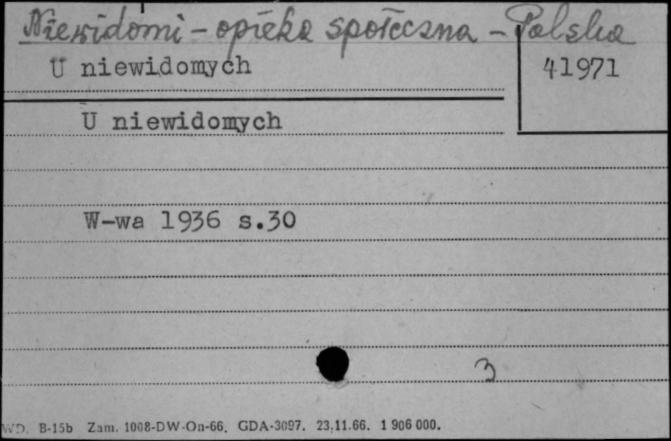 Niewidomi - opieka społeczna - Polska
U niewidomych
41971
U niewidomych
W-wa 1936 s.30
3
WD. B-15b Zam. 1008-DW-On-66. GDA-3097. 23.11.66. 1 906 000.